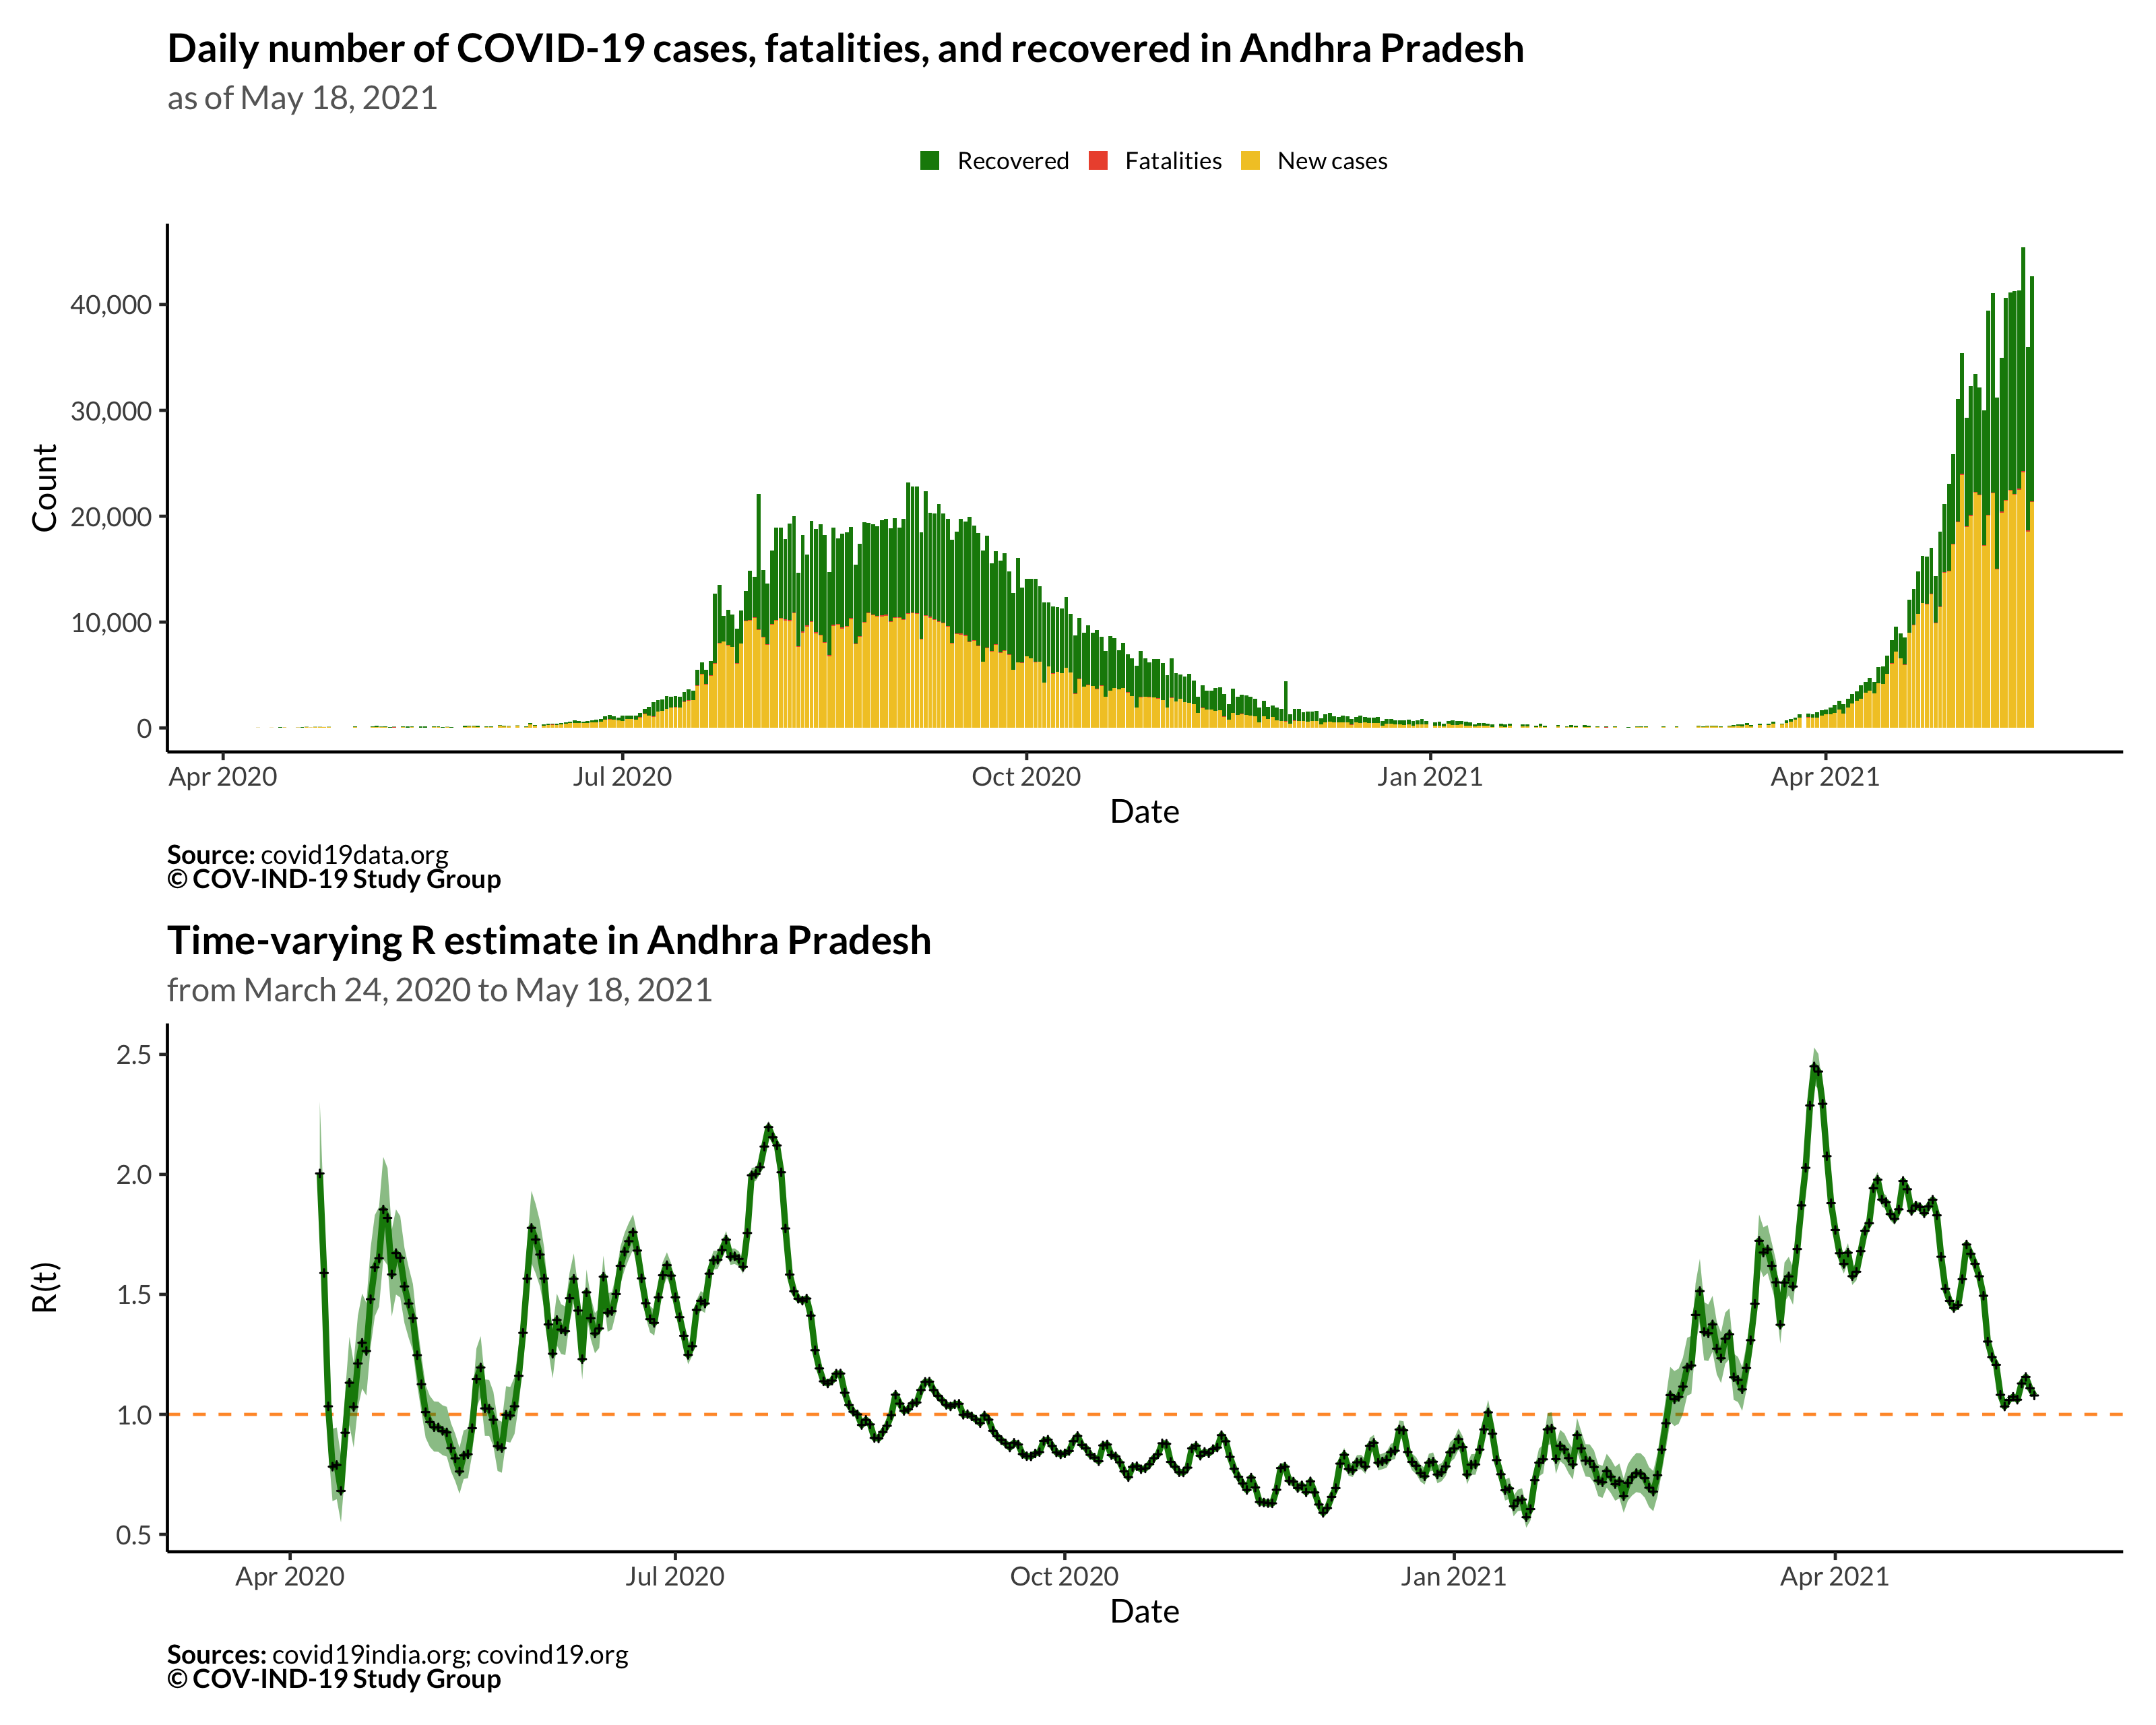 Daily number of COVID-19 cases, fatalities, and recovered in Andhra Pradesh
as of May 18, 2021
Recovered Fatalities New cases
Count
40,000
30,000
20,000
10,000
0
Apr 2020 Jul 2020 Oct 2020 Jan 2021 Apr 2021
Date
Source: covid19data.org
© COV-IND-19 Study Group
Time-varying R estimate in Andhra Pradesh
from March 24, 2020 to May 18, 2021
R(t)
2.5
2.0
1.5
1.0
0.5
Apr 2020 Jul 2020 Oct 2020 Jan 2021 Apr 2021
Date
Sources: covid19india.org; covind19.org
© COV-IND-19 Study Group